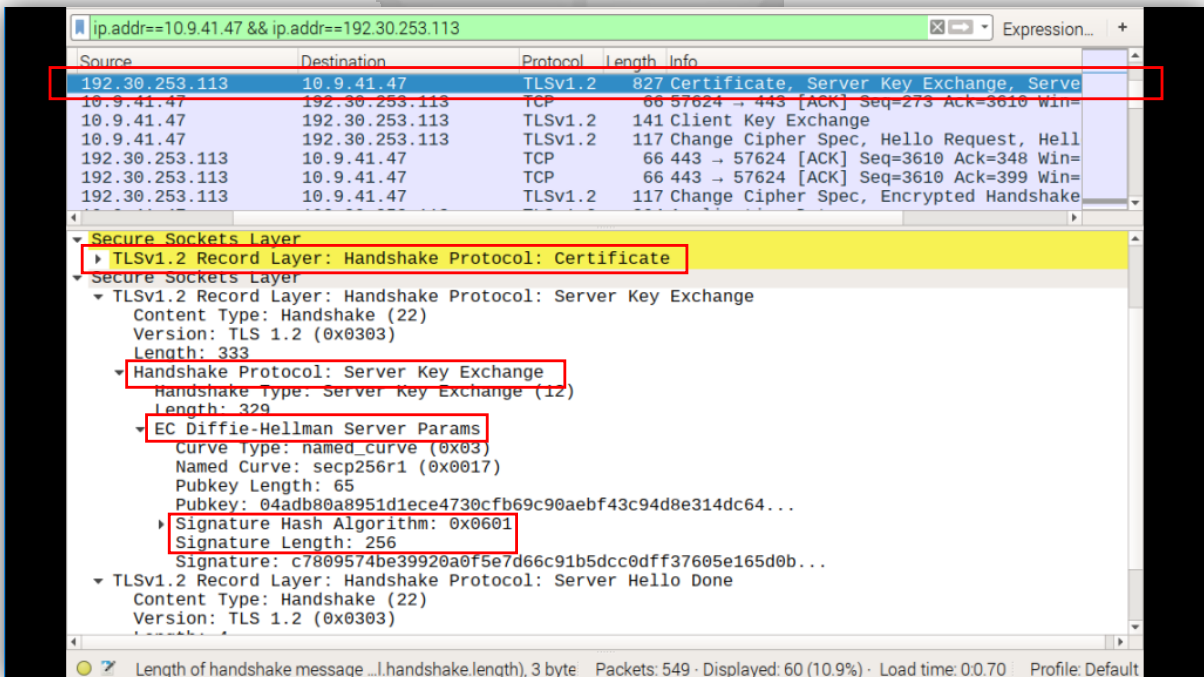 ip.addr==10.9.41.47 && ip.addr==192.30.253.113 Expression... +
Source Destination Protocol Length Info
192.30.253.113 10.9.41.47 TLSv1.2 827 Certificate, Server Key Exchange, Serve
10.9.41.47 192.30.253.113 TCP 66 57624 → 443 [ACK] Seq=273 Ack=3610 Win=
10.9.41.47 192.30.253.113 TLSv1.2 141 Client Key Exchange
10.9.41.47 192.30.253.113 TLSv1.2 117 Change Cipher Spec, Hello Request, Hell
192.30.253.113 10.9.41.47 TCP 66 443 → 57624 [ACK] Seq=3610 Ack=348 Win=
192.30.253.113 10.9.41.47 TCP 66 443 → 57624 [ACK] Seq=3610 Ack=399 Win=
192.30.253.113 10.9.41.47 TLSv1.2 117 Change Cipher Spec, Encrypted Handshake
Secure Sockets Layer
TLSv1.2 Record Layer: Handshake Protocol: Certificate
Secure Sockets Layer
TLSv1.2 Record Layer: Handshake Protocol: Server Key Exchange
Content Type: Handshake (22)
Version: TLS 1.2 (0x0303)
Length: 333
Handshake Protocol: Server Key Exchange
Handshake Type: Server Key Exchange (12)
Length: 329
EC Diffie-Hellman Server Params
Curve Type: named_curve (0x03)
Named Curve: secp256r1 (0x0017)
Pubkey Length: 65
Pubkey: 04adb80a8951d1ece4730cfb69c90aebf43c94d8e314dc64...
Signature Hash Algorithm: 0x0601
Signature Length: 256
Signature: c7809574be39920a0f5e7d66c91b5dcc0dff37605e165d0b...
TLSv1.2 Record Layer: Handshake Protocol: Server Hello Done
Content Type: Handshake (22)
Version: TLS 1.2 (0x0303)
Length of handshake message ...l.handshake.length), 3 byte Packets: 549 · Displayed: 60 (10.9%) · Load time: 0:0.70 Profile: Default